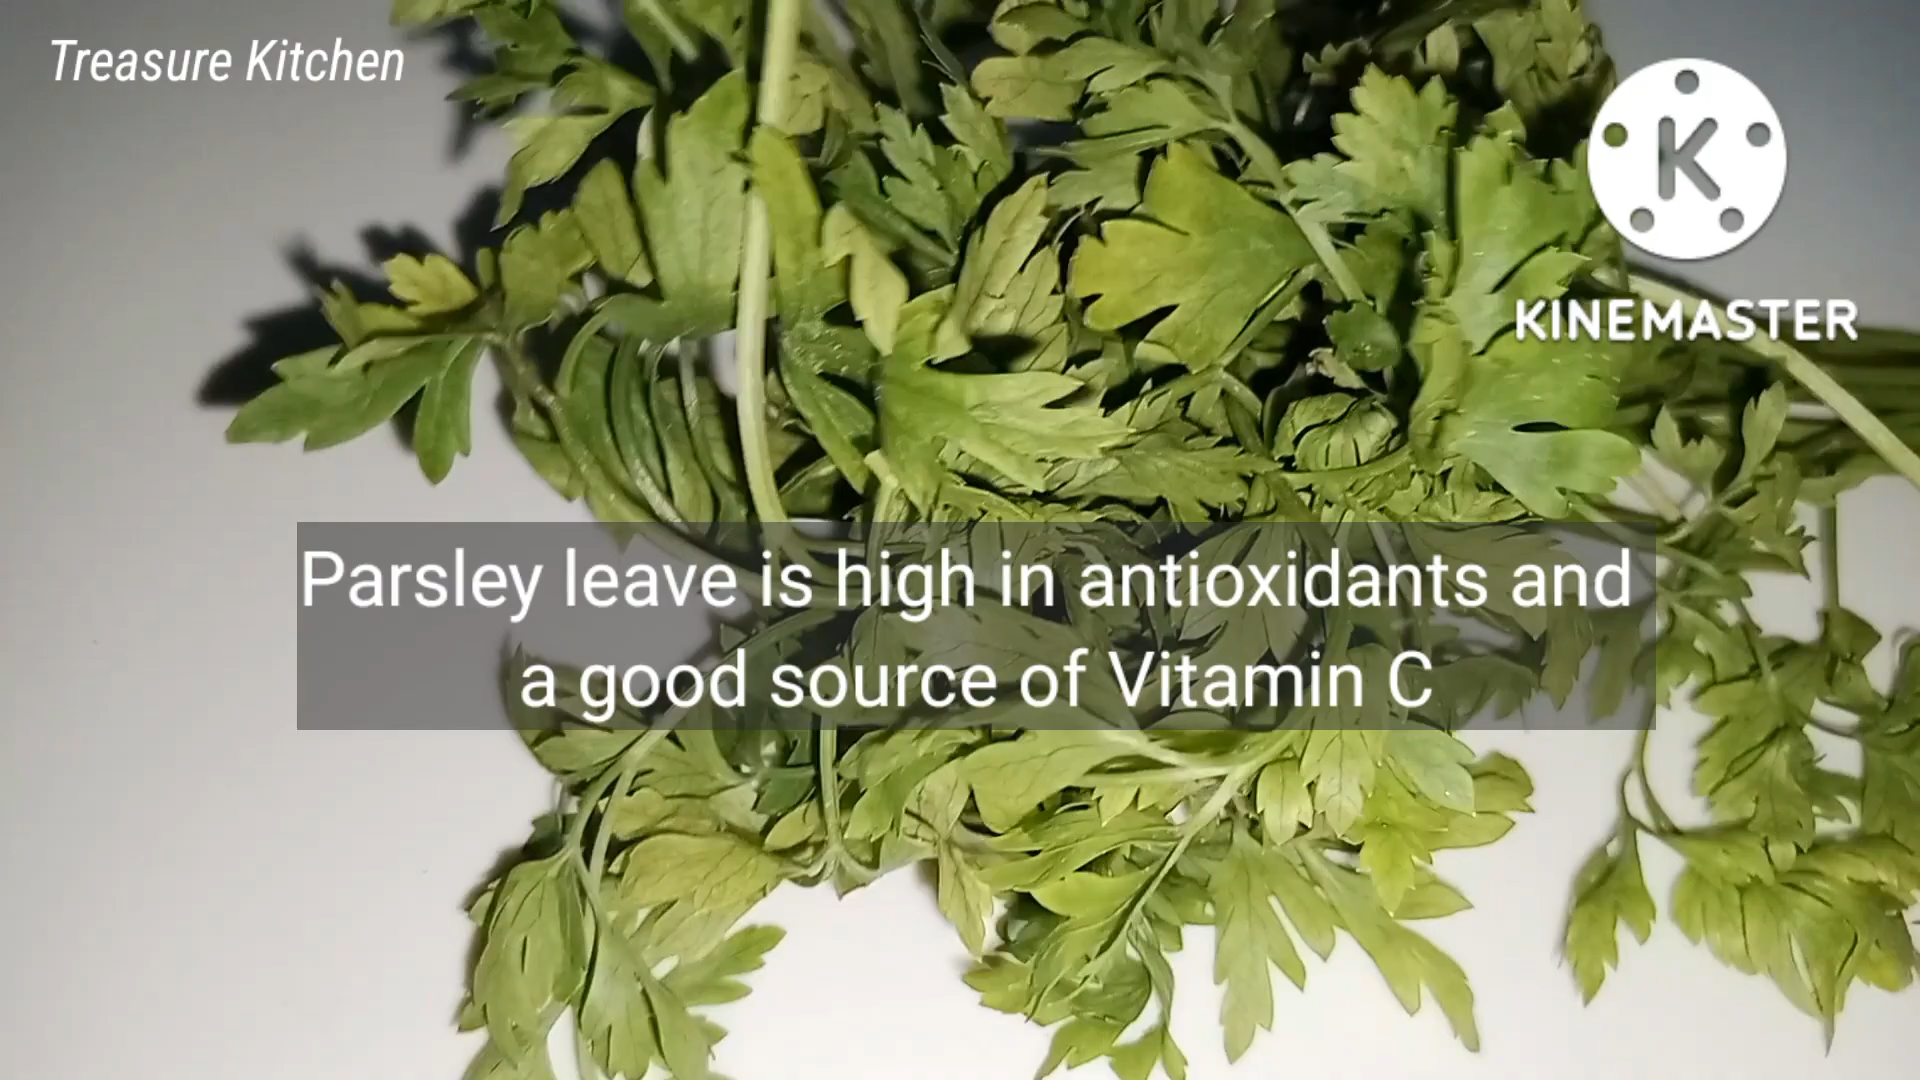 Treasure Kitchen
K
KINEMASTER
Parsley leave is high in antioxidants and
a good source of Vitamin C